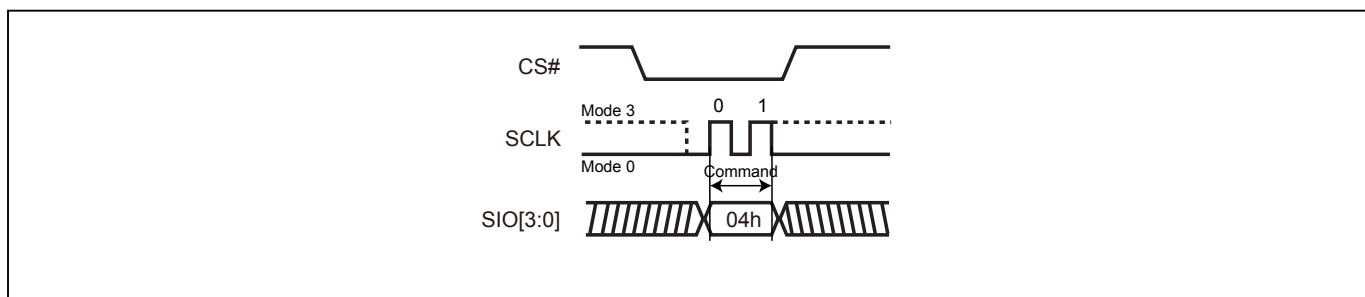 CS#
Mode 3
0 1
SCLK
Mode 0
Command
SIO[3:0]
04h